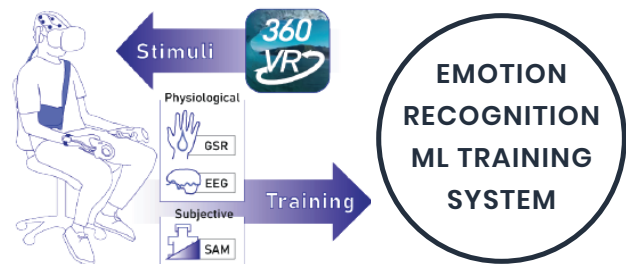 360
VR
Stimuli
Physiological
GSR
EEG
Subjective
SAM
Training
EMOTION
RECOGNITION
ML TRAINING
SYSTEM